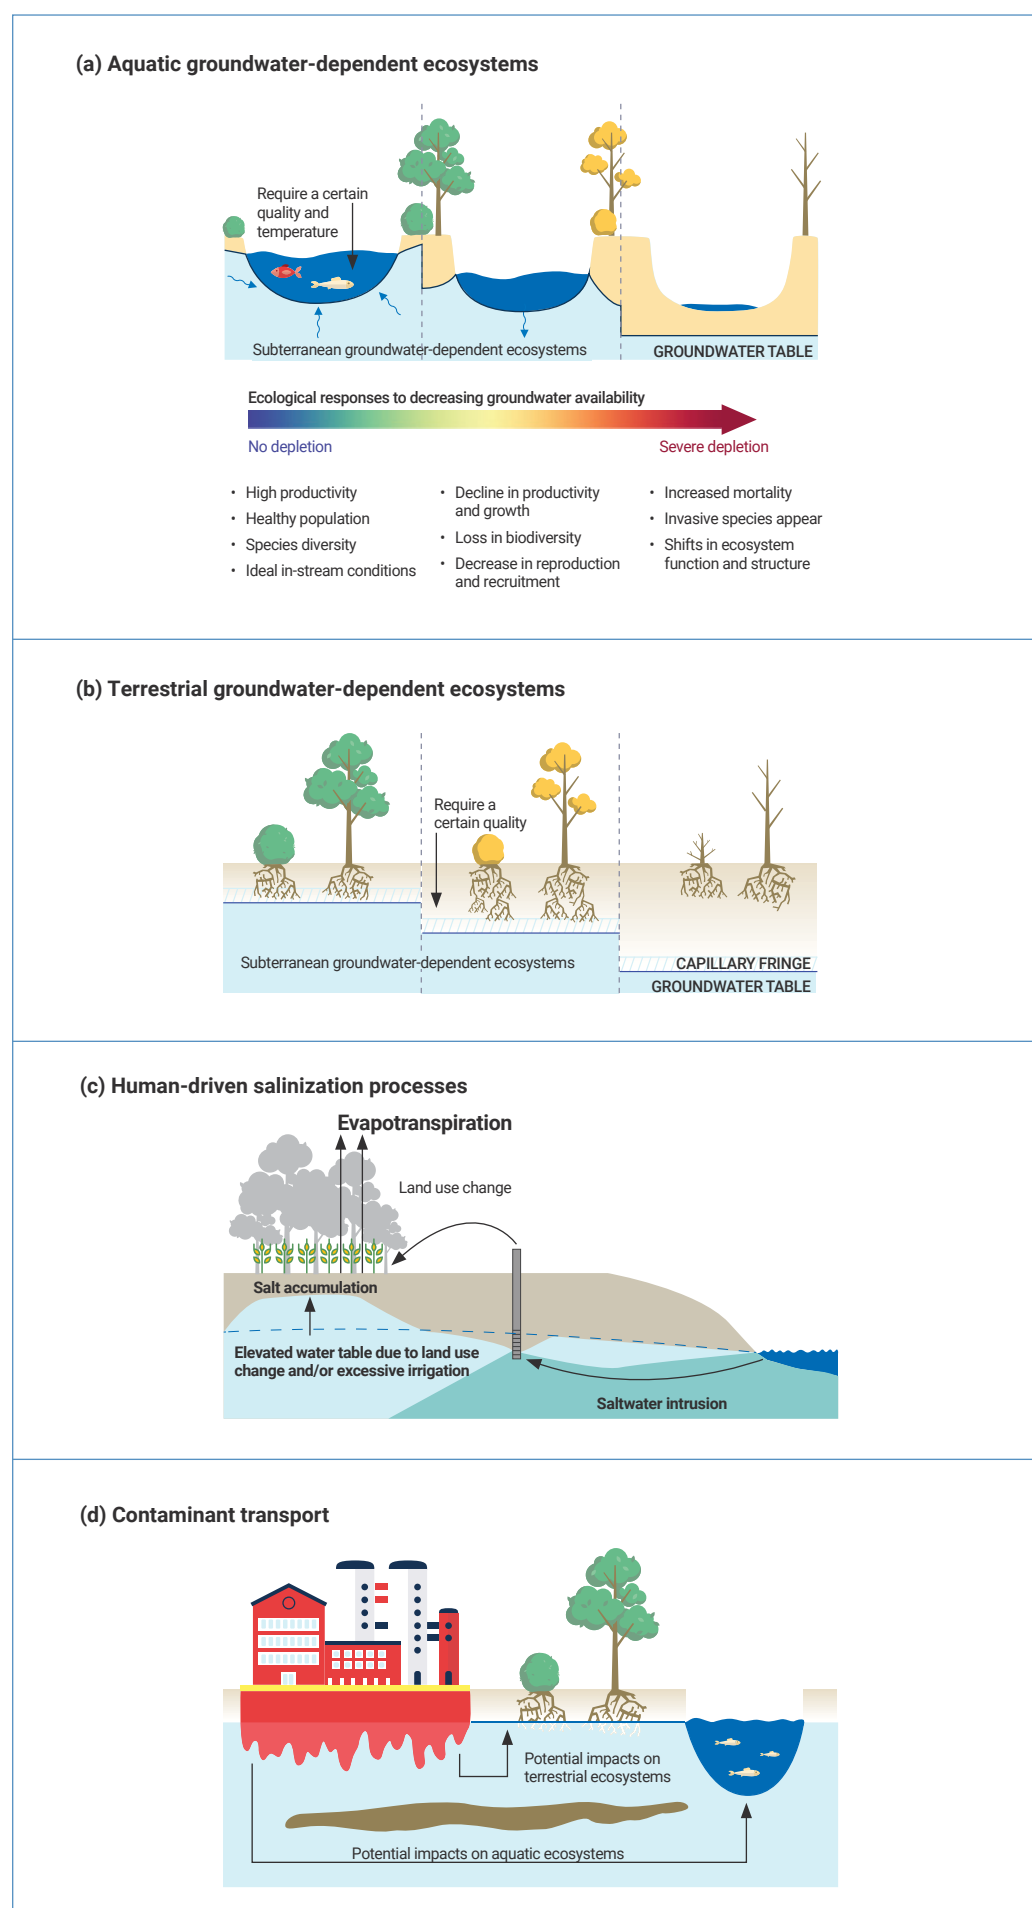 (a) Aquatic groundwater-dependent ecosystems
Require a certain
quality and
temperature
Subterranean groundwater-dependent ecosystems
GROUNDWATER TABLE
Ecological responses to decreasing groundwater availability
No depletion
Severe depletion
• High productivity
• Healthy population
• Species diversity
• Ideal in-stream conditions
• Decline in productivity
and growth
• Loss in biodiversity
• Decrease in reproduction
and recruitment
• Increased mortality
• Invasive species appear
• Shifts in ecosystem
function and structure
(b) Terrestrial groundwater-dependent ecosystems
Require a
certain quality
Subterranean groundwater-dependent ecosystems
CAPILLARY FRINGE
GROUNDWATER TABLE
(c) Human-driven salinization processes
Evapotranspiration
Land use change
Salt accumulation
Elevated water table due to land use
change and/or excessive irrigation
Saltwater intrusion
(d) Contaminant transport
Potential impacts on
terrestrial ecosystems
Potential impacts on aquatic ecosystems